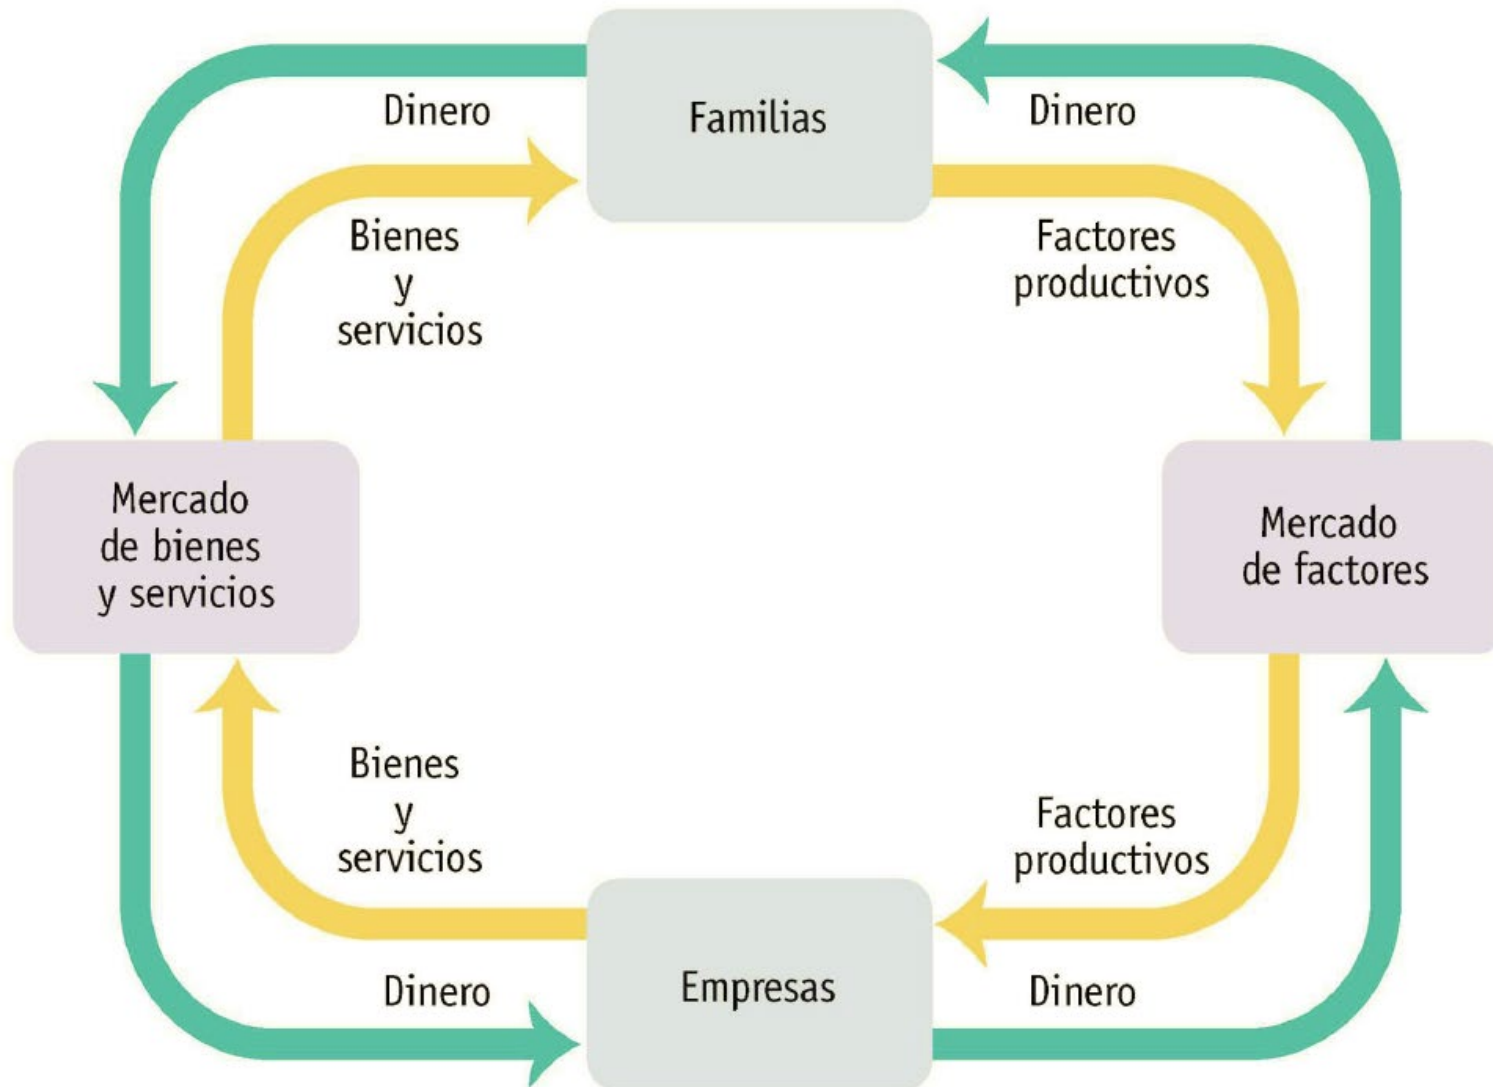 Familias
Dinero
Dinero
Bienes
y
servicios
Factores
productivos
Mercado
de bienes
y servicios
Mercado
de factores
Bienes
y
servicios
Factores
productivos
Empresas
Dinero
Dinero